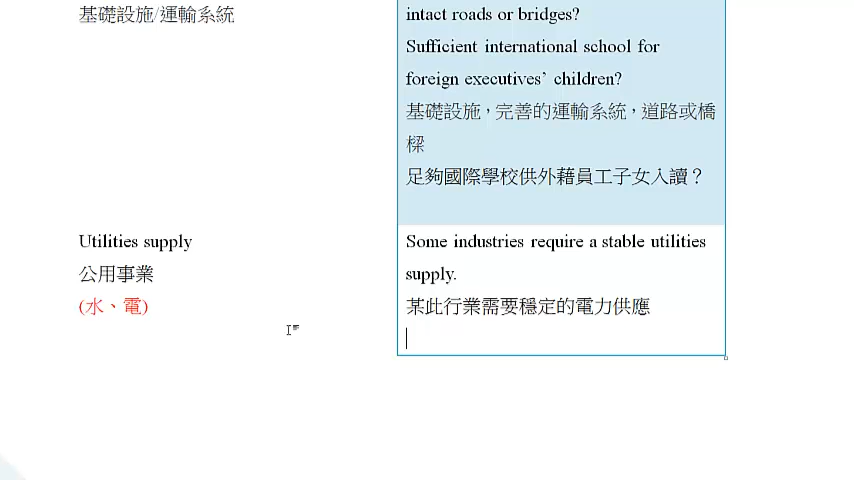 基礎設施/運輸系統
intact roads or bridges?
Sufficient international school for
foreign executives’ children?
基礎設施，完善的運輸系統，道路或橋
樑
足夠國際學校供外藉員工子女入讀？
Utilities supply
公用事業
(水、電)
Some industries require a stable utilities
supply.
某此行業需要穩定的電力供應